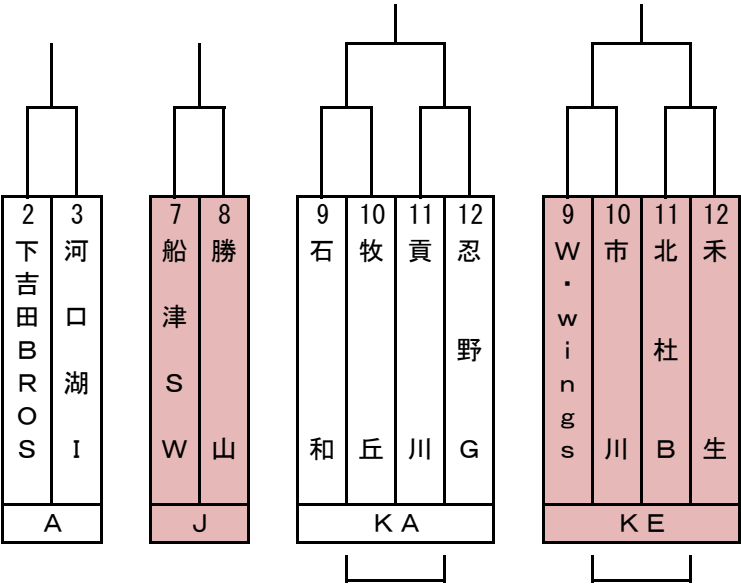 2
下吉田BROS
3
河口湖I
A
7
船津SW
8
勝山
J
9
石和
10
牧丘
11
貢川
12
忍野G
KA
9
W・wings
10
市川
11
北杜B
12
禾生
KE